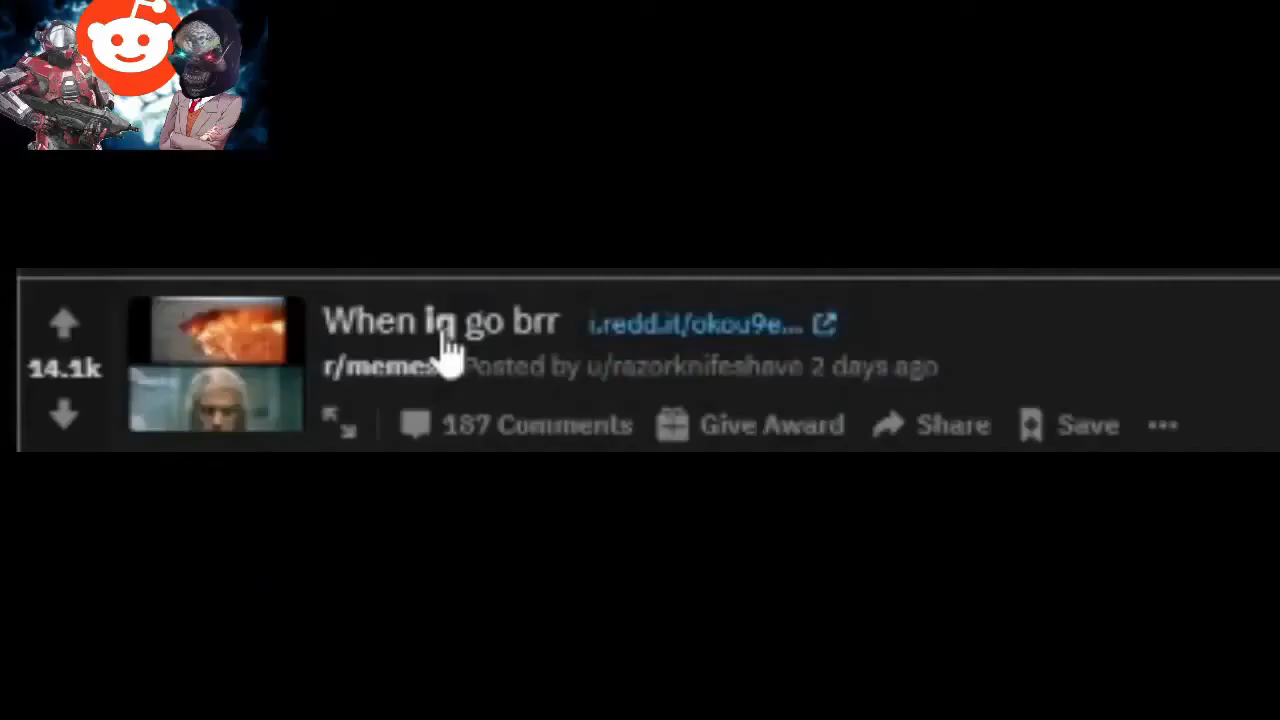 When iq go brr i.redd.it/okou9e...
14.1k
r/memes Posted by u/razorknifeshave 2 days ago
187 Comments Give Award Share Save